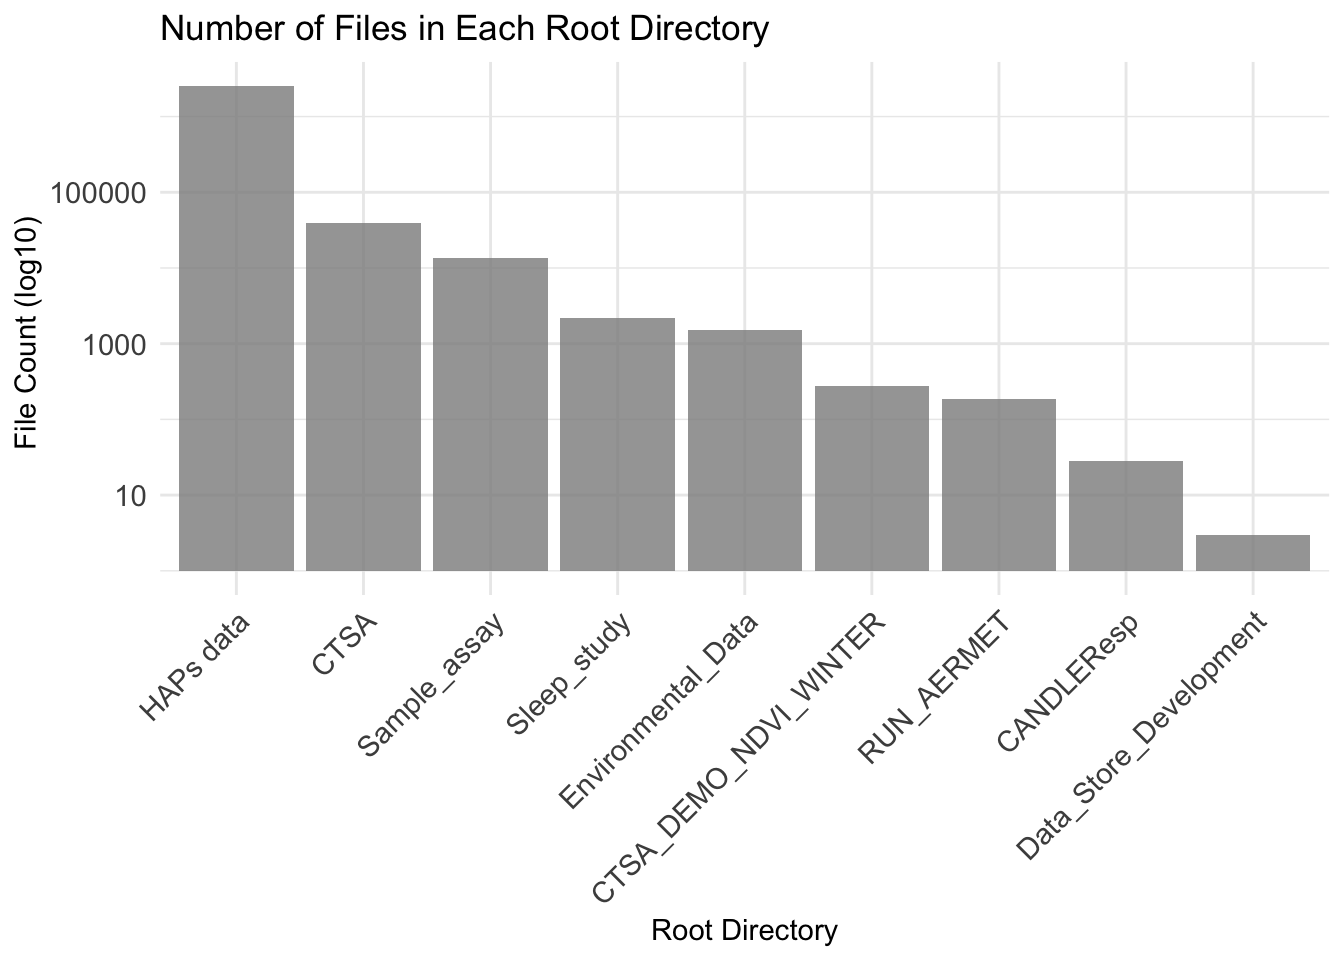 Number of Files in Each Root Directory
File Count (log10)
100000
1000
10
HAPs data
CTSA
Sample_assay
Sleep_study
Environmental_Data
CTSA_DEMO_NDVI_WINTER
RUN_AERMET
CANDLEResp
Data_Store_Development
Root Directory